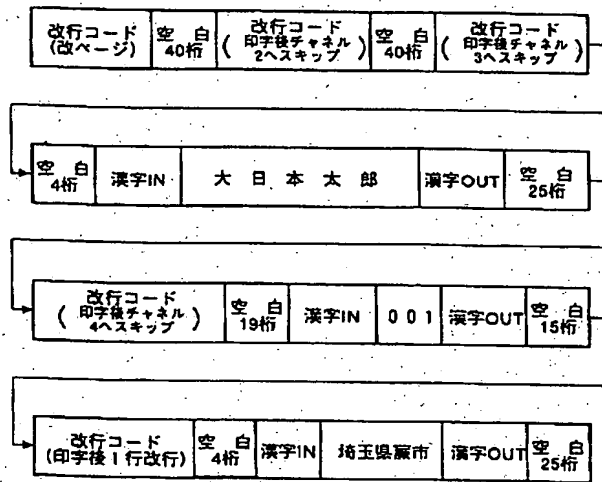 改行コード
(改ページ)
空白
40桁
改行コード
(印字後チャネル
2へスキップ)
空白
40桁
改行コード
(印字後チャネル
3へスキップ)
空白
4桁
漢字IN
大日本太郎
漢字OUT
空白
25桁
改行コード
(印字後チャネル
4へスキップ)
空白
19桁
漢字IN
001
漢字OUT
空白
15桁
改行コード
(印字後1行改行)
空白
4桁
漢字IN
埼玉県蕨市
漢字OUT
空白
25桁